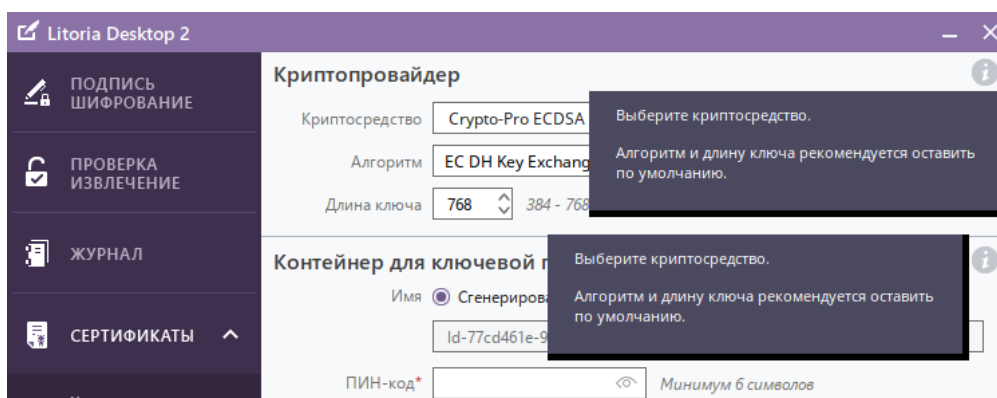 Litoria Desktop 2
ПОДПИСЬ
ШИФРОВАНИЕ
ПРОВЕРКА
ИЗВЛЕЧЕНИЕ
ЖУРНАЛ
СЕРТИФИКАТЫ
Криптопровайдер
Криптосредство Crypto-Pro ECDSA
Алгоритм EC DH Key Exchang
Длина ключа 768 384 - 768
Выберите криптосредство.
Алгоритм и длину ключа рекомендуется оставить
по умолчанию.
Контейнер для ключевой
Имя Сгенерирова
Id-77cd461e-9
Выберите криптосредство.
Алгоритм и длину ключа рекомендуется оставить
по умолчанию.
ПИН-код* Минимум 6 символов